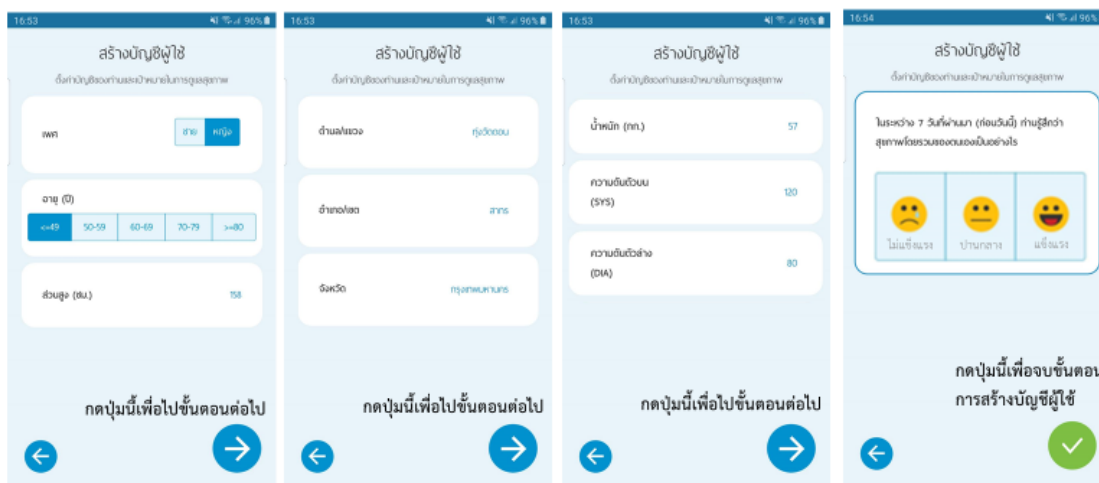 16:53
96%
สร้างบัญชีผู้ใช้
ตั้งค่าบัญชีของท่านและเป้าหมายในการดูแลสุขภาพ
เพศ
ชาย หญิง
อายุ (ปี)
<=49 50-59 60-69 70-79 >=80
ส่วนสูง (ซม.) 158
กดปุ่มนี้เพื่อไปขั้นตอนต่อไป
16:53
96%
สร้างบัญชีผู้ใช้
ตั้งค่าบัญชีของท่านและเป้าหมายในการดูแลสุขภาพ
ตำบล/แขวง ทุ่งวัดดอน
อำเภอ/เขต สาทร
จังหวัด กรุงเทพมหานคร
กดปุ่มนี้เพื่อไปขั้นตอนต่อไป
16:53
96%
สร้างบัญชีผู้ใช้
ตั้งค่าบัญชีของท่านและเป้าหมายในการดูแลสุขภาพ
น้ำหนัก (กก.) 57
ความดันตัวบน
(SYS)
120
ความดันตัวล่าง
(DIA)
80
กดปุ่มนี้เพื่อไปขั้นตอนต่อไป
16:54
96%
สร้างบัญชีผู้ใช้
ตั้งค่าบัญชีของท่านและเป้าหมายในการดูแลสุขภาพ
ในระหว่าง 7 วันที่ผ่านมา (ก่อนวันนี้) ท่านรู้สึกว่า
สุขภาพโดยรวมของตนเองเป็นอย่างไร
ไม่แข็งแรง ปานกลาง แข็งแรง
กดปุ่มนี้เพื่อจบขั้นตอน
การสร้างบัญชีผู้ใช้